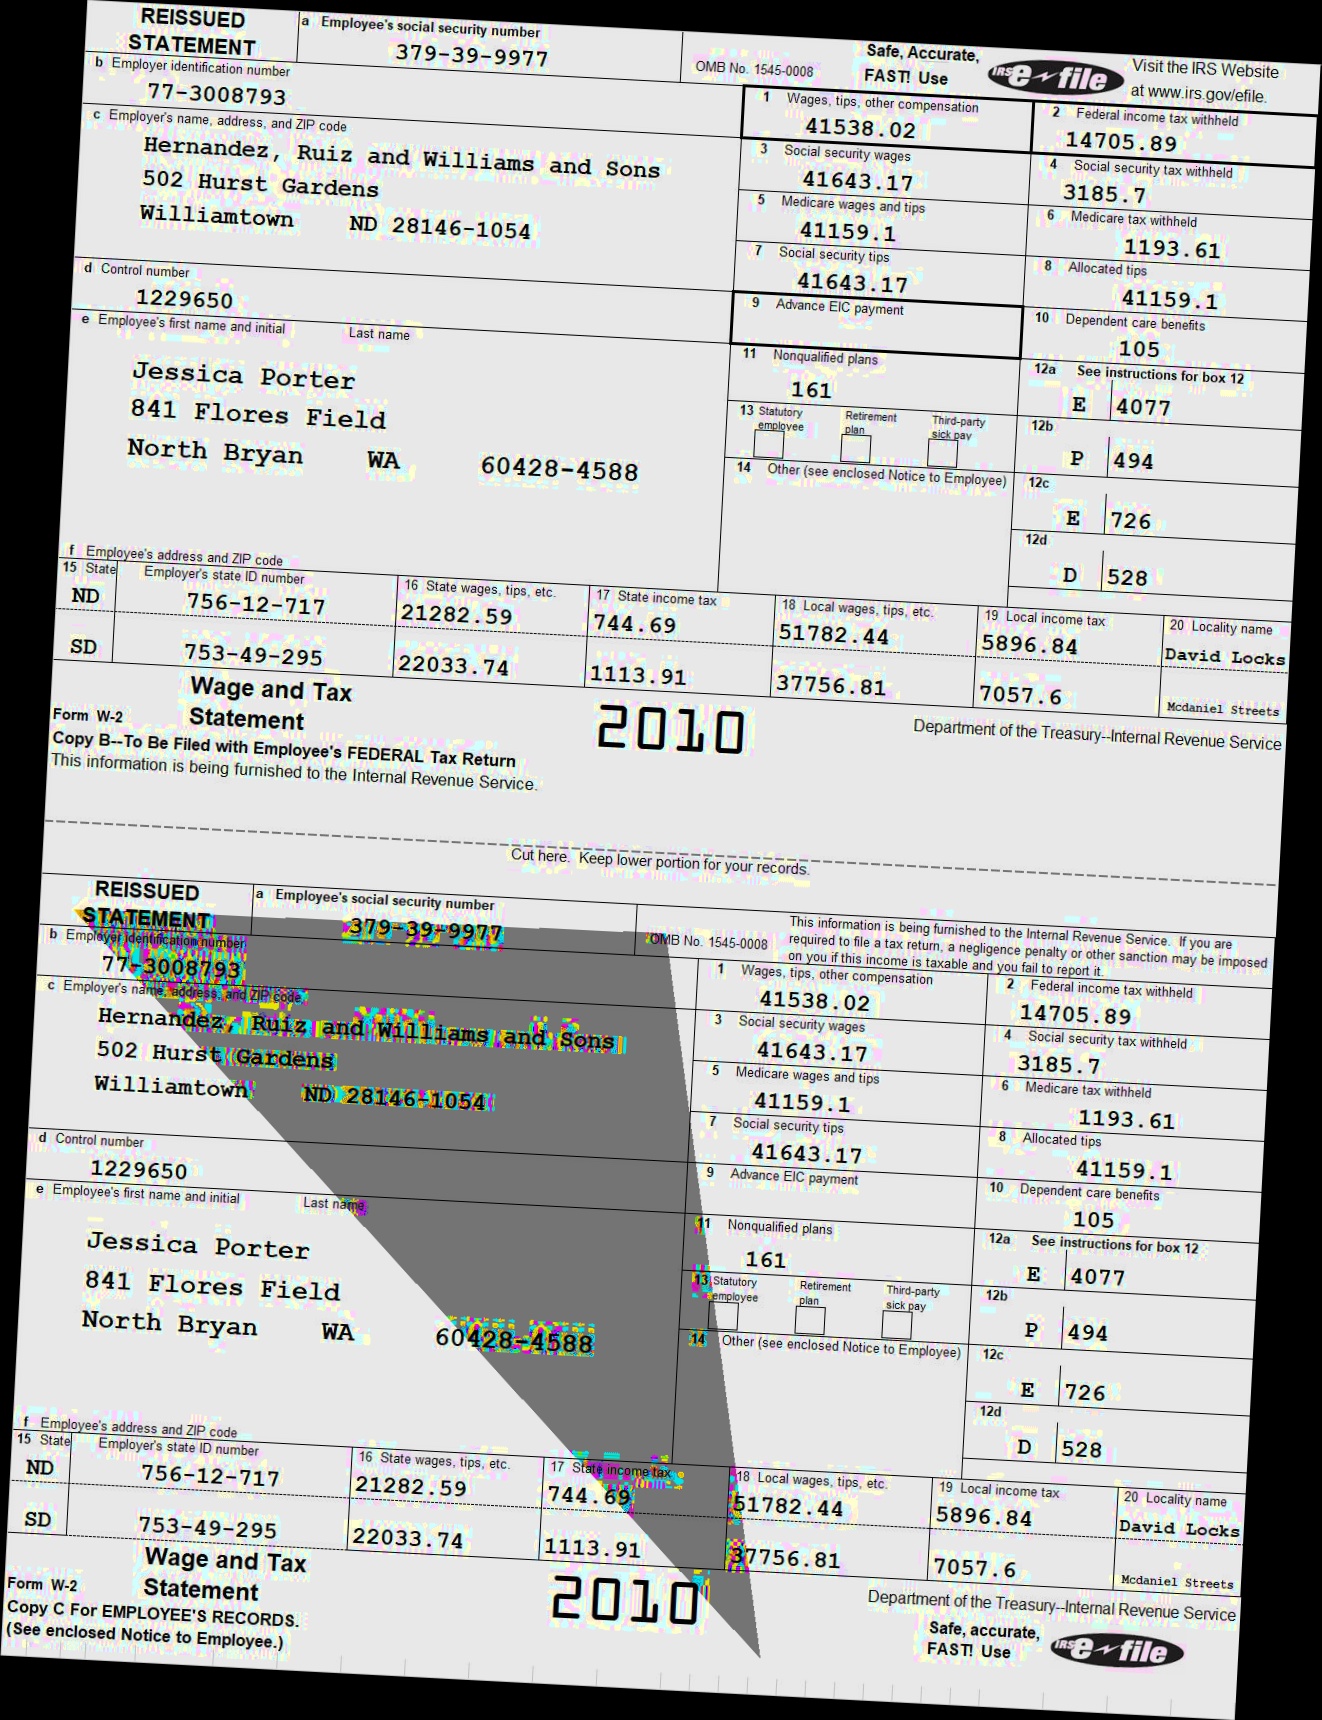 REISSUED STATEMENT
a Employee's social security number
379-39-9977
OMB No. 1545-0008
Safe, Accurate,
FAST! Use
IRS e-file
Visit the IRS Website
at www.irs.gov/efile.
b Employer identification number
77-3008793
1 Wages, tips, other compensation
41538.02
2 Federal income tax withheld
14705.89
c Employer's name, address, and ZIP code
Hernandez, Ruiz and Williams and Sons
502 Hurst Gardens
Williamtown ND 28146-1054
3 Social security wages
41643.17
4 Social security tax withheld
3185.7
5 Medicare wages and tips
41159.1
6 Medicare tax withheld
1193.61
7 Social security tips
41643.17
8 Allocated tips
41159.1
d Control number
1229650
9 Advance EIC payment
10 Dependent care benefits
105
e Employee's first name and initial Last name
Jessica Porter
841 Flores Field
North Bryan WA 60428-4588
11 Nonqualified plans
161
12a See instructions for box 12
E 4077
13 Statutory employee Retirement plan Third-party sick pay
12b
P 494
14 Other (see enclosed Notice to Employee)
12c
E 726
12d
D 528
f Employee's address and ZIP code
15 State Employer's state ID number 16 State wages, tips, etc. 17 State income tax 18 Local wages, tips, etc. 19 Local income tax 20 Locality name
ND 756-12-717 21282.59 744.69 51782.44 5896.84 David Locks
SD 753-49-295 22033.74 1113.91 37756.81 7057.6 Mcdaniel Streets
Form W-2 Wage and Tax Statement 2010 Department of the Treasury--Internal Revenue Service
Copy B--To Be Filed with Employee's FEDERAL Tax Return
This information is being furnished to the Internal Revenue Service.
Cut here. Keep lower portion for your records.
REISSUED STATEMENT
a Employee's social security number
379-39-9977
OMB No. 1545-0008
This information is being furnished to the Internal Revenue Service. If you are
required to file a tax return, a negligence penalty or other sanction may be imposed
on you if this income is taxable and you fail to report it.
b Employer identification number
77-3008793
1 Wages, tips, other compensation
41538.02
2 Federal income tax withheld
14705.89
c Employer's name, address, and ZIP code
Hernandez, Ruiz and Williams and Sons
502 Hurst Gardens
Williamtown ND 28146-1054
3 Social security wages
41643.17
4 Social security tax withheld
3185.7
5 Medicare wages and tips
41159.1
6 Medicare tax withheld
1193.61
7 Social security tips
41643.17
8 Allocated tips
41159.1
d Control number
1229650
9 Advance EIC payment
10 Dependent care benefits
105
e Employee's first name and initial Last name
Jessica Porter
841 Flores Field
North Bryan WA 60428-4588
11 Nonqualified plans
161
12a See instructions for box 12
E 4077
13 Statutory employee Retirement plan Third-party sick pay
12b
P 494
14 Other (see enclosed Notice to Employee)
12c
E 726
12d
D 528
f Employee's address and ZIP code
15 State Employer's state ID number 16 State wages, tips, etc. 17 State income tax 18 Local wages, tips, etc. 19 Local income tax 20 Locality name
ND 756-12-717 21282.59 744.69 51782.44 5896.84 David Locks
SD 753-49-295 22033.74 1113.91 37756.81 7057.6 Mcdaniel Streets
Form W-2 Wage and Tax Statement 2010 Department of the Treasury--Internal Revenue Service
Copy C For EMPLOYEE'S RECORDS.
(See enclosed Notice to Employee.)
Safe, accurate,
FAST! Use
IRS e-file